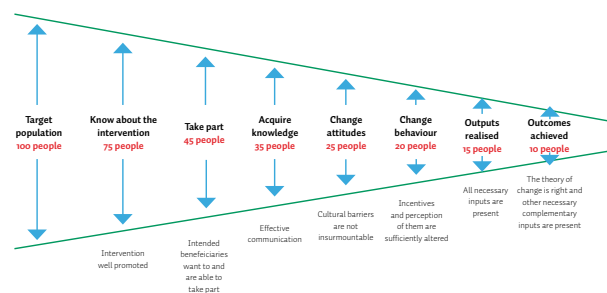 Target
population
100 people
Know about the
intervention
75 people
Take part
45 people
Acquire
knowledge
35 people
Change
attitudes
25 people
Change
behaviour
20 people
Outputs
realised
15 people
Outcomes
achieved
10 people
Intervention
well promoted
Intended
benefeiciaries
want to and
are able to
take part
Effective
communication
Cultural barriers
are not
insurmountable
Incentives
and perception
of them are
sufficiently altered
All necessary
inputs are
present
The theory of
change is right and
other necessary
complementary
inputs are present